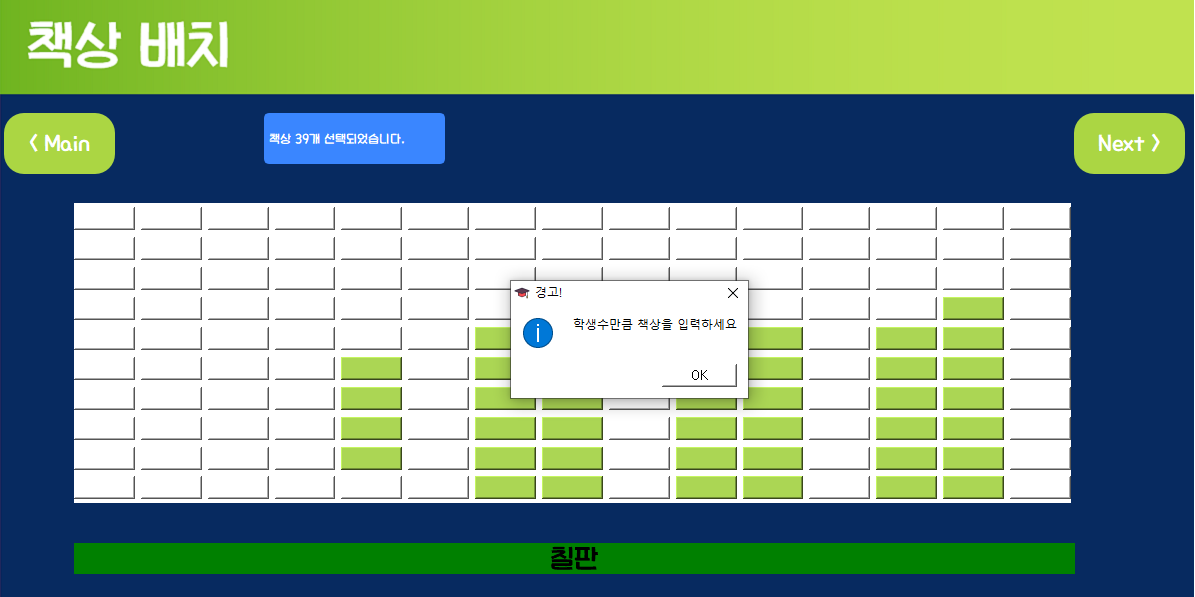 책상 배치
< Main
책상 39개 선택되었습니다.
Next >
경고!
학생수만큼 책상을 입력하세요
OK
칠판